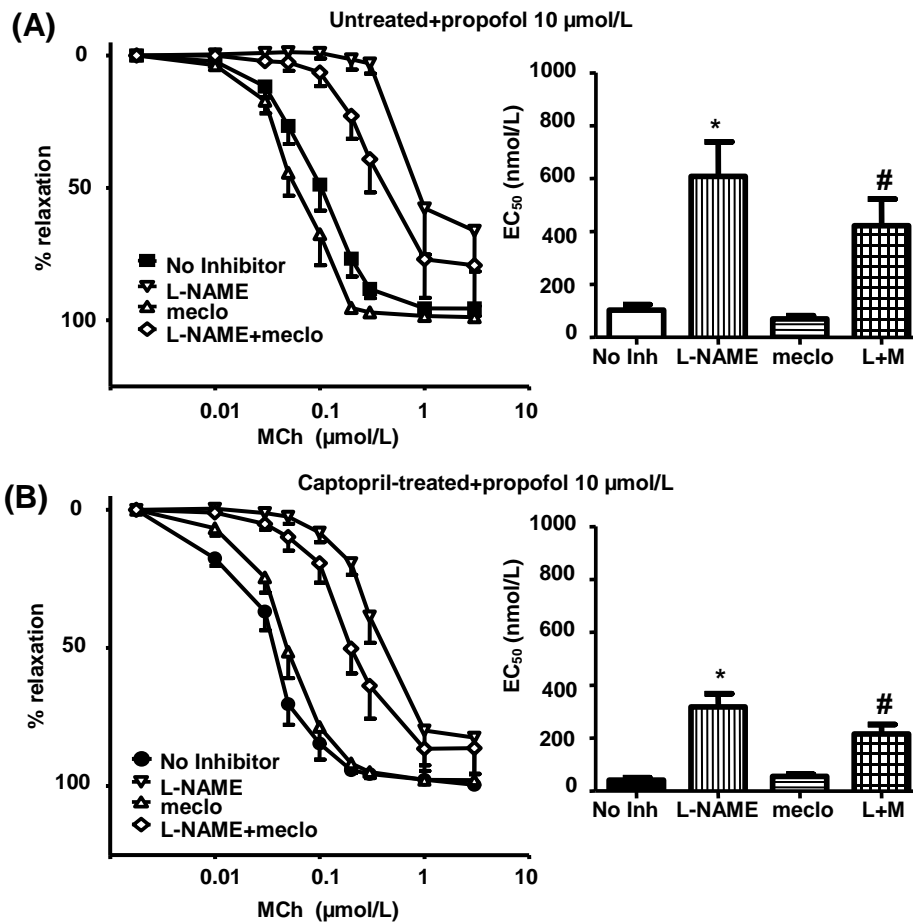 (A)
Untreated+propofol 10 µmol/L
0
50
100
% relaxation
No Inhibitor
L-NAME
meclo
L-NAME+meclo
0.01 0.1 1 10
MCh (µmol/L)
1000
800
600
400
200
0
EC50 (nmol/L)
*
#
No Inh L-NAME meclo L+M
(B)
Captopril-treated+propofol 10 µmol/L
0
50
100
% relaxation
No Inhibitor
L-NAME
meclo
L-NAME+meclo
0.01 0.1 1 10
MCh (µmol/L)
1000
800
600
400
200
0
EC50 (nmol/L)
*
#
No Inh L-NAME meclo L+M